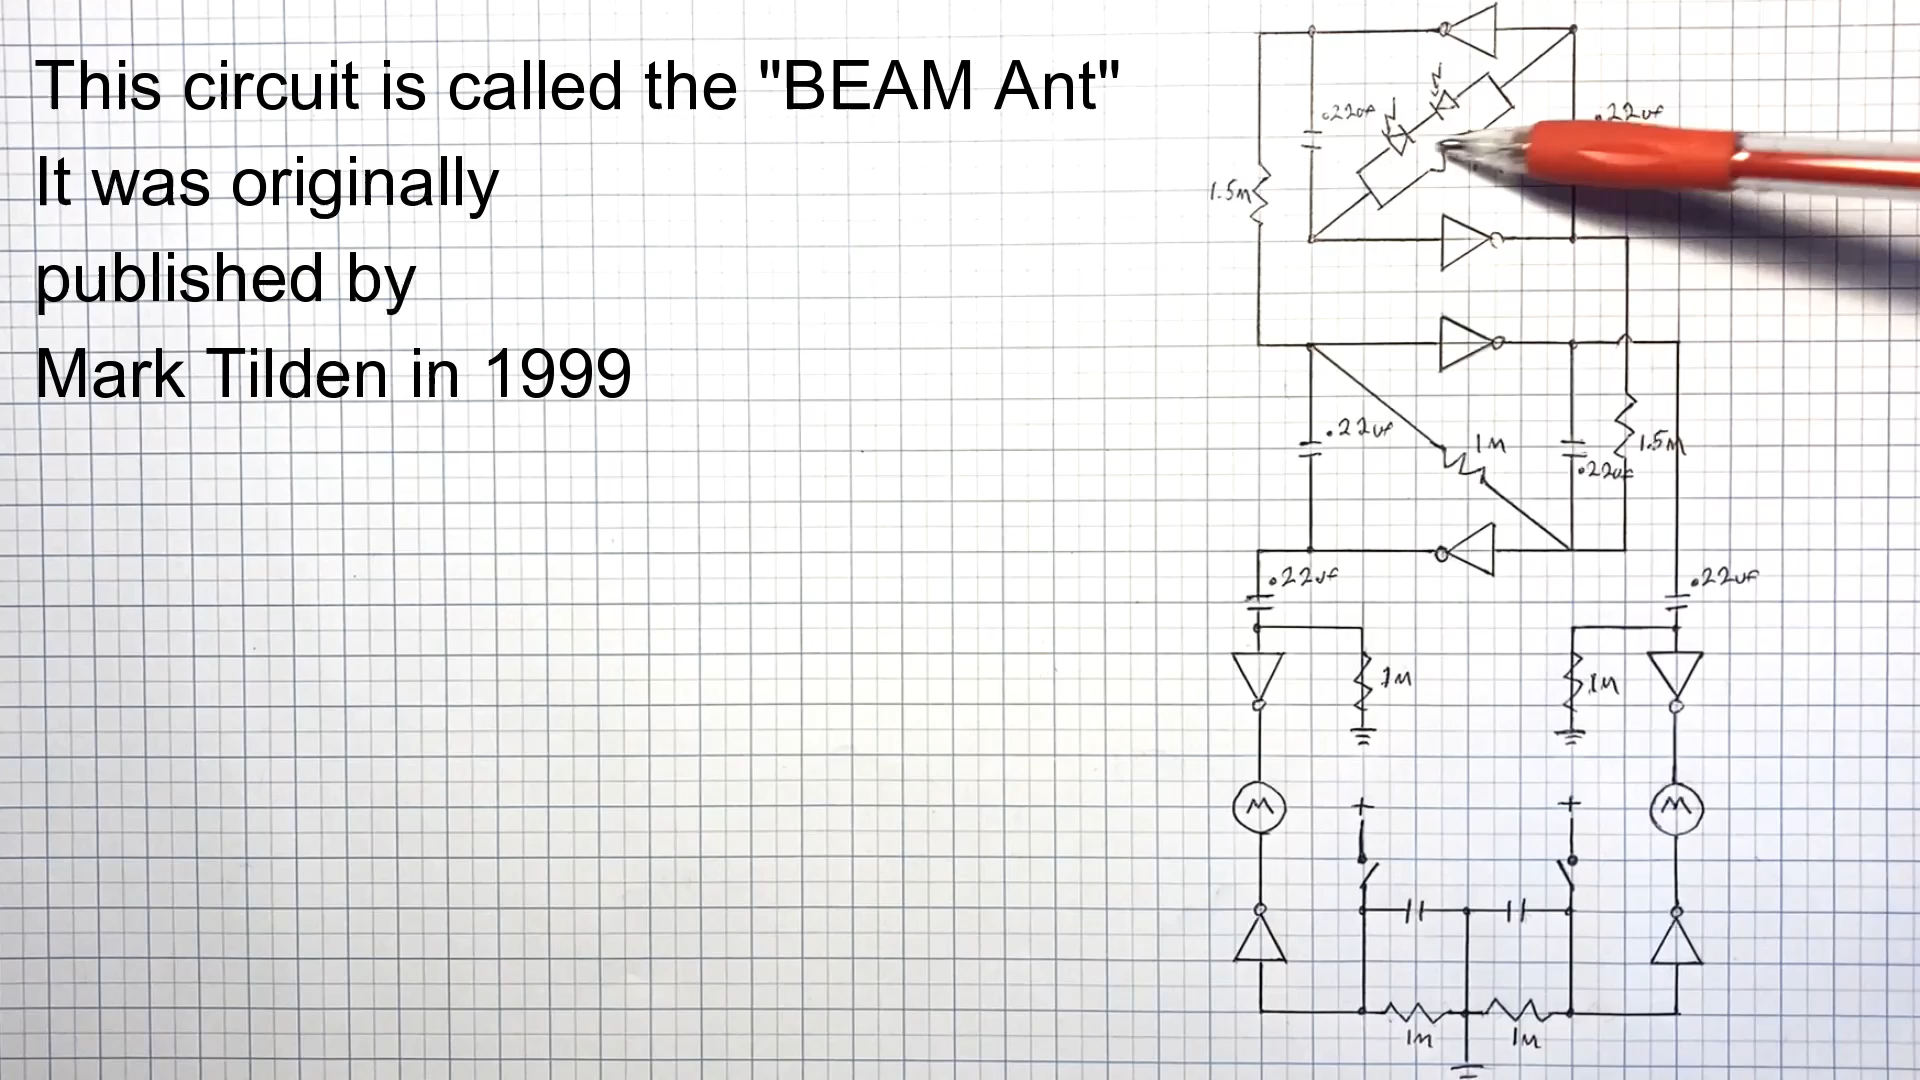 This circuit is called the "BEAM Ant"
It was originally
published by
Mark Tilden in 1999
.22uf
.22uf
1.5M
.22uf
1M
1.5M
.22uf
.22uf
.22uf
1M
1M
M
+
+
M
1M
1M